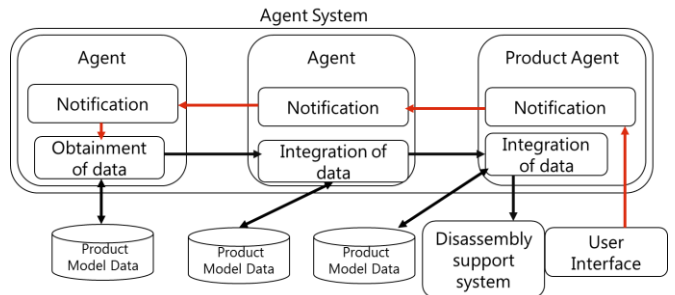 Agent System
Agent
Agent
Product Agent
Notification
Notification
Notification
Obtainment
of data
Integration of
data
Integration
of data
Product
Model Data
Product
Model Data
Product
Model Data
Disassembly
support
system
User
Interface